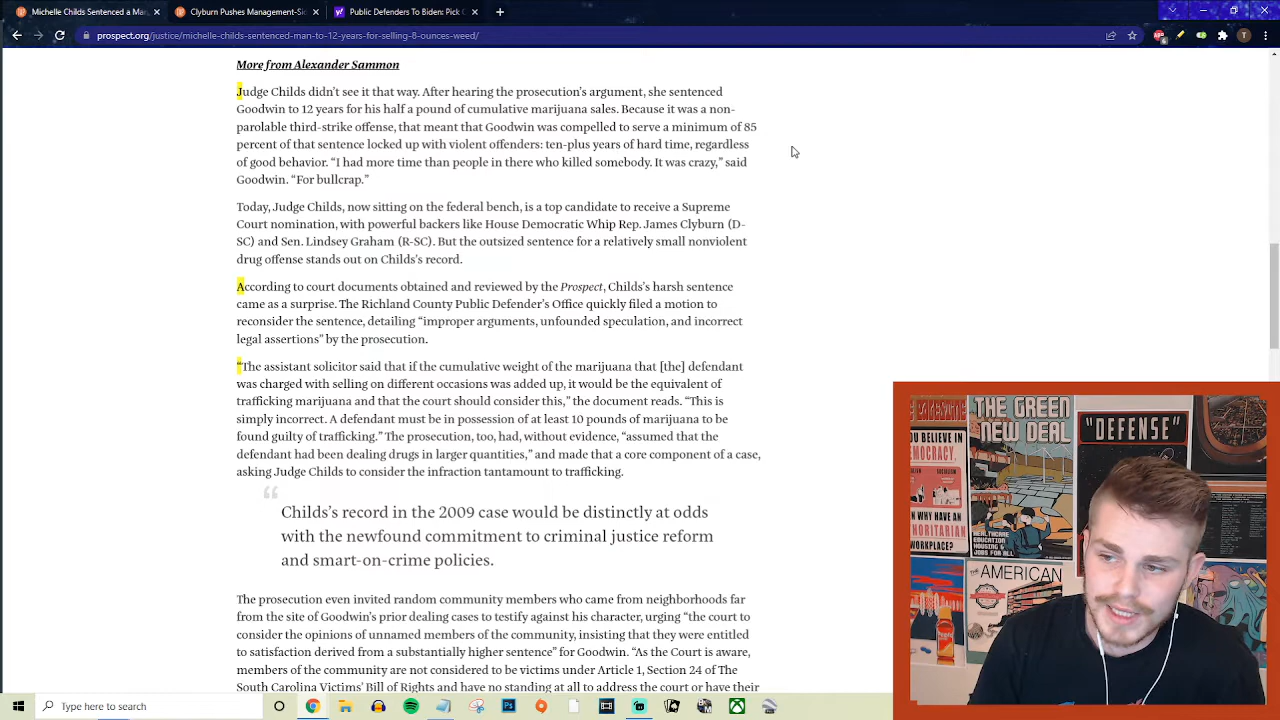 Michelle Childs Sentenced a Mar
Clyburn Pushes Management-Si
Public Defenders To Biden: Pick C
prospect.org/justice/michelle-childs-sentenced-man-to-12-years-for-selling-8-ounces-weed/
More from Alexander Sammon
Judge Childs didn't see it that way. After hearing the prosecution's argument, she sentenced
Goodwin to 12 years for his half a pound of cumulative marijuana sales. Because it was a non-
parolable third-strike offense, that meant that Goodwin was compelled to serve a minimum of 85
percent of that sentence locked up with violent offenders: ten-plus years of hard time, regardless
of good behavior. “I had more time than people in there who killed somebody. It was crazy,” said
Goodwin. “For bullcrap.”
Today, Judge Childs, now sitting on the federal bench, is a top candidate to receive a Supreme
Court nomination, with powerful backers like House Democratic Whip Rep. James Clyburn (D-
SC) and Sen. Lindsey Graham (R-SC). But the outsized sentence for a relatively small nonviolent
drug offense stands out on Childs's record.
According to court documents obtained and reviewed by the Prospect, Childs's harsh sentence
came as a surprise. The Richland County Public Defender's Office quickly filed a motion to
reconsider the sentence, detailing “improper arguments, unfounded speculation, and incorrect
legal assertions” by the prosecution.
“The assistant solicitor said that if the cumulative weight of the marijuana that [the] defendant
was charged with selling on different occasions was added up, it would be the equivalent of
trafficking marijuana and that the court should consider this,” the document reads. “This is
simply incorrect. A defendant must be in possession of at least 10 pounds of marijuana to be
found guilty of trafficking.” The prosecution, too, had, without evidence, “assumed that the
defendant had been dealing drugs in larger quantities,” and made that a core component of a case,
asking Judge Childs to consider the infraction tantamount to trafficking.
“
Childs's record in the 2009 case would be distinctly at odds
with the newfound commitment to criminal justice reform
and smart-on-crime policies.
The prosecution even invited random community members who came from neighborhoods far
from the site of Goodwin's prior dealing cases to testify against his character, urging “the court to
consider the opinions of unnamed members of the community, insisting that they were entitled
to satisfaction derived from a substantially higher sentence” for Goodwin. “As the Court is aware,
members of the community are not considered to be victims under Article 1, Section 24 of The
South Carolina Victims' Bill of Rights and have no standing at all to address the court or have their
THE GREEN
NEW DEAL
"DEFENSE"
OU BELIEVE IN
DEMOCRACY,
WHY HAVE AN
WORKPLACE?
HEALTHCARE
EDUCATION
HOUSING &
JOBS FOR ALL
THE
AMERICAN
Type here to search